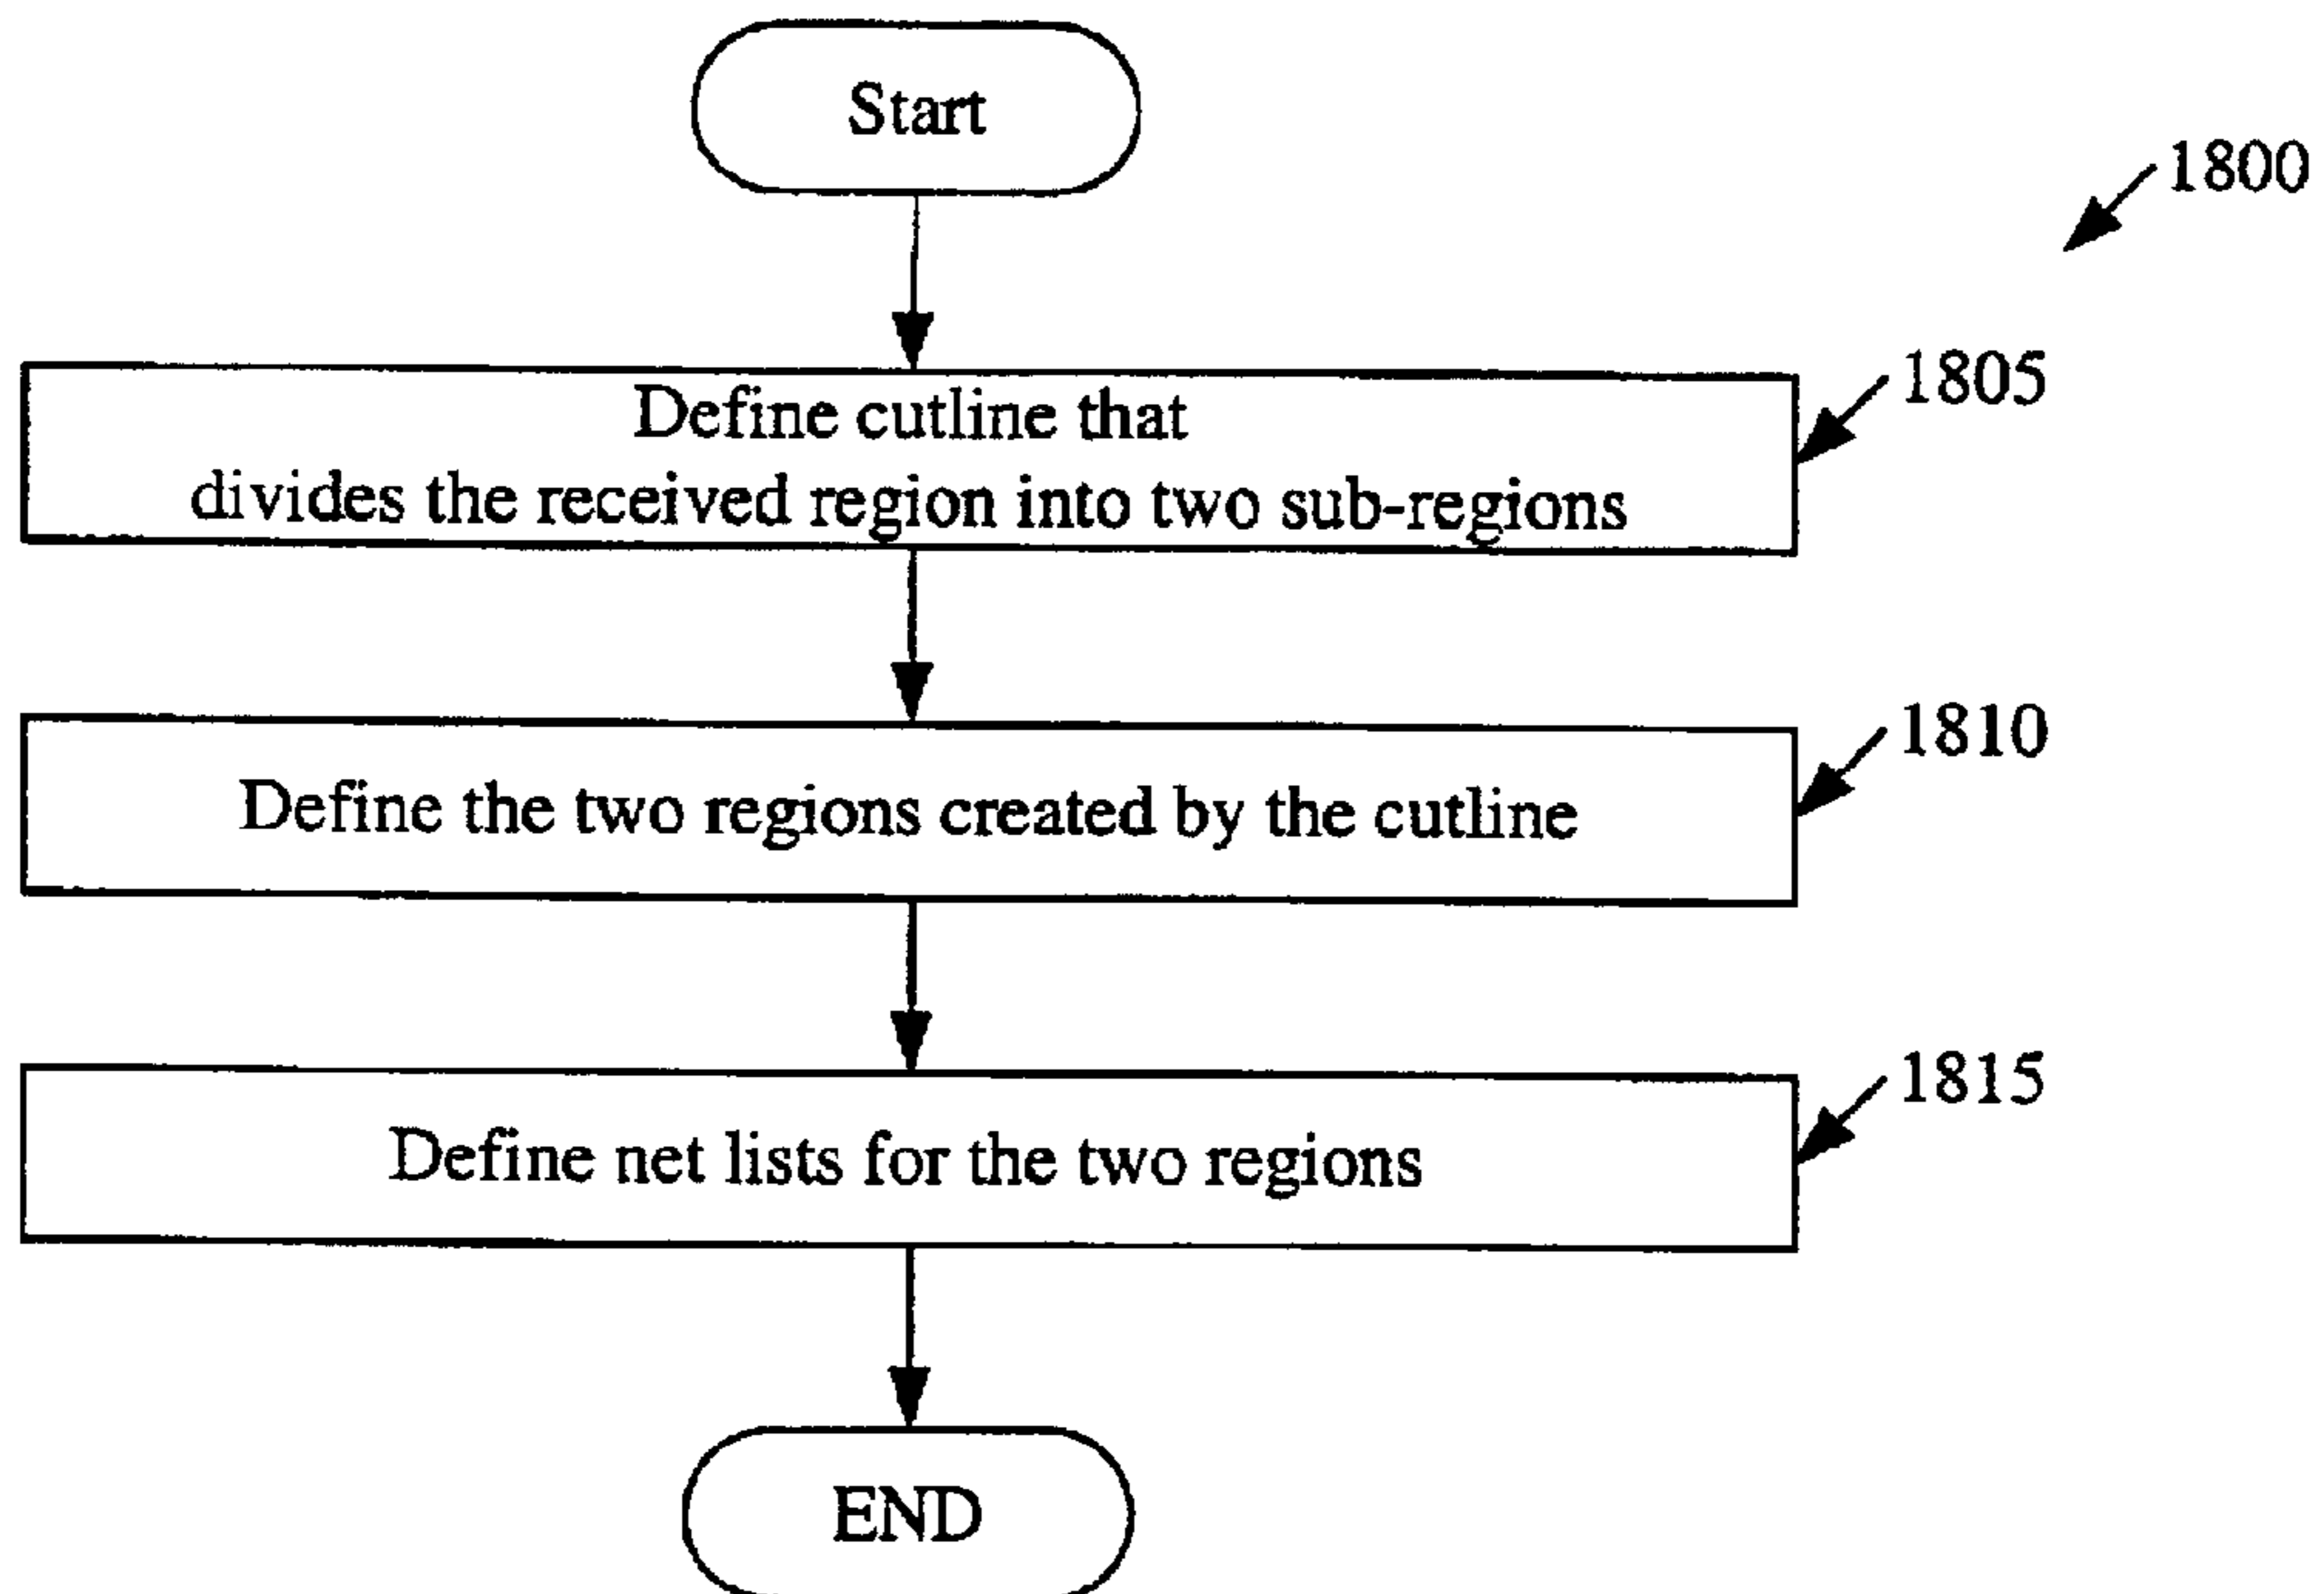 Start
1800
1805
Define cutline that
divides the received region into two sub-regions
1810
Define the two regions created by the cutline
1815
Define net lists for the two regions
END